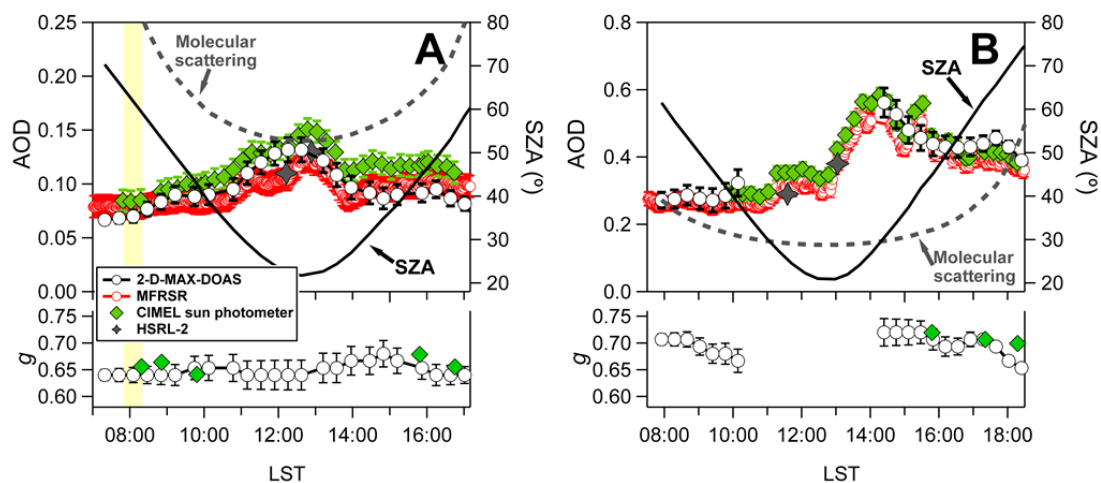 A
AOD
0.25
0.20
0.15
0.10
0.05
0.00
80
70
60
50
40
30
20
SZA (º)
Molecular
scattering
SZA
2-D-MAX-DOAS
MFRSR
CIMEL sun photometer
HSRL-2
g
0.75
0.70
0.65
0.60
08:00 10:00 12:00 14:00 16:00
LST
B
AOD
0.8
0.6
0.4
0.2
0.0
80
70
60
50
40
30
20
SZA (º)
SZA
Molecular
scattering
g
0.75
0.70
0.65
0.60
08:00 10:00 12:00 14:00 16:00 18:00
LST